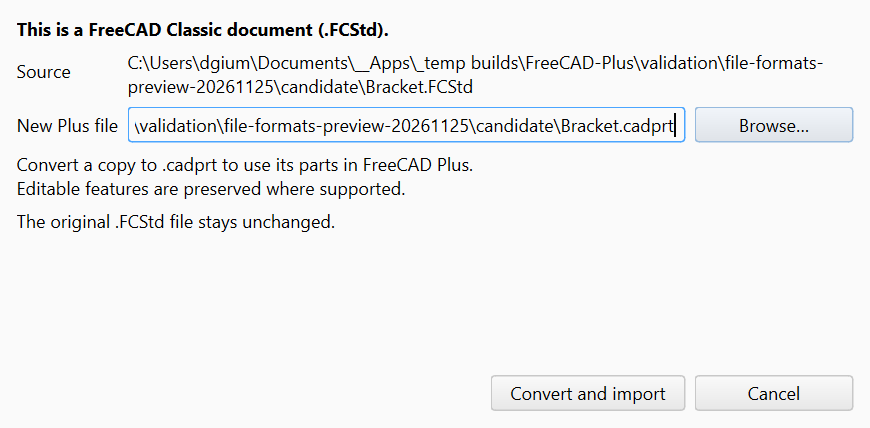 This is a FreeCAD Classic document (.FCStd).
Source
C:\Users\dgium\Documents\__Apps\_temp builds\FreeCAD-Plus\validation\file-formats-
preview-20261125\candidate\Bracket.FCStd
New Plus file
\validation\file-formats-preview-20261125\candidate\Bracket.cadprt
Browse...
Convert a copy to .cadprt to use its parts in FreeCAD Plus.
Editable features are preserved where supported.
The original .FCStd file stays unchanged.
Convert and import
Cancel